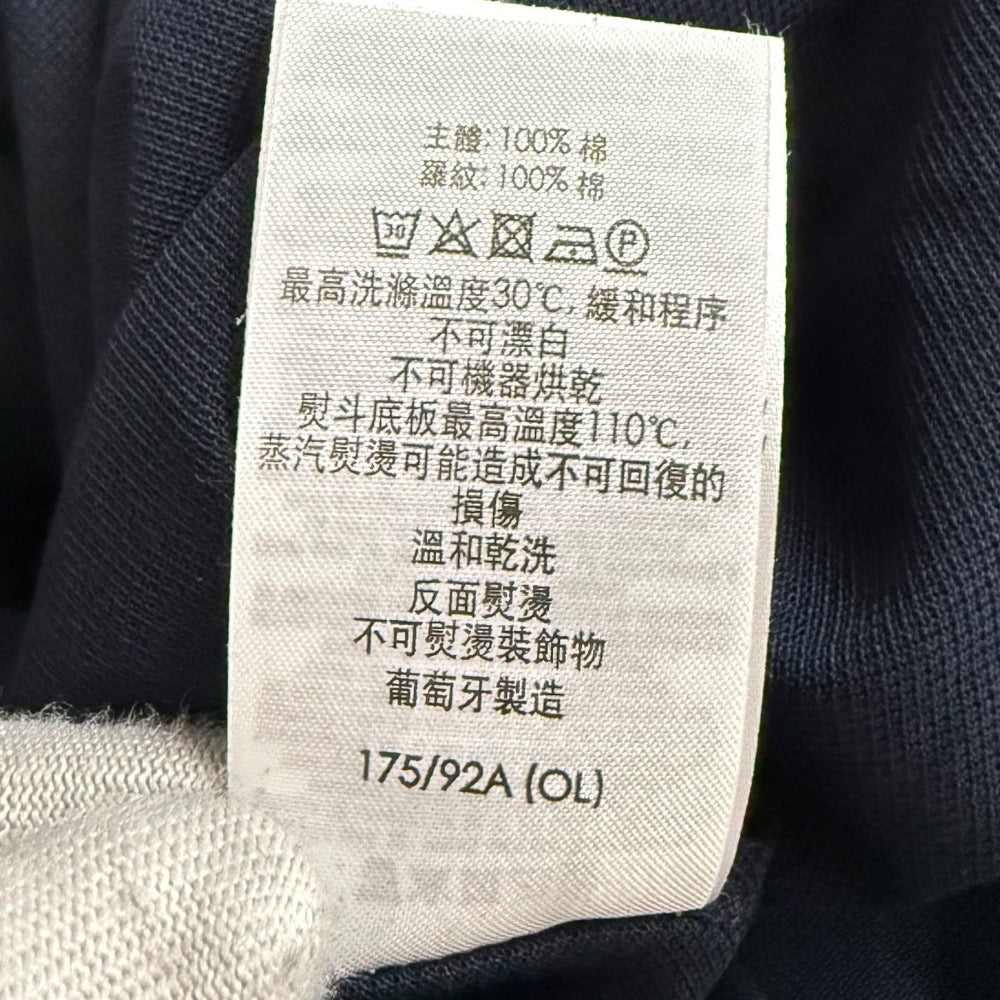 主體: 100% 棉
羅紋: 100% 棉
30 P
最高洗滌溫度30℃, 緩和程序
不可漂白
不可機器烘乾
熨斗底板最高溫度110℃,
蒸汽熨燙可能造成不可回復的
損傷
溫和乾洗
反面熨燙
不可熨燙裝飾物
葡萄牙製造
175/92A (OL)